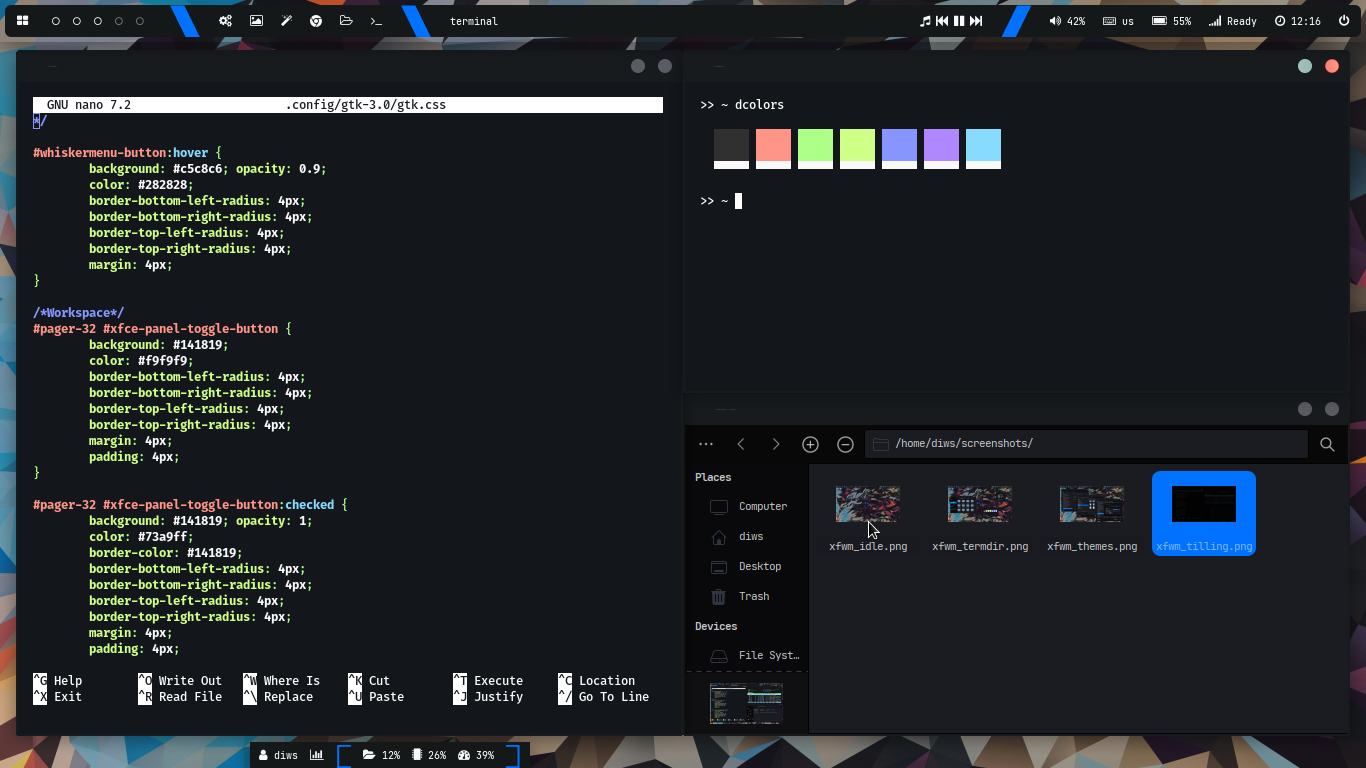 terminal
42%
us
55%
Ready
12:16
GNU nano 7.2 .config/gtk-3.0/gtk.css
*/
#whiskermenu-button:hover {
background: #c5c8c6; opacity: 0.9;
color: #282828;
border-bottom-left-radius: 4px;
border-bottom-right-radius: 4px;
border-top-left-radius: 4px;
border-top-right-radius: 4px;
margin: 4px;
}
/*Workspace*/
#pager-32 #xfce-panel-toggle-button {
background: #141819;
color: #f9f9f9;
border-bottom-left-radius: 4px;
border-bottom-right-radius: 4px;
border-top-left-radius: 4px;
border-top-right-radius: 4px;
margin: 4px;
padding: 4px;
}
#pager-32 #xfce-panel-toggle-button:checked {
background: #141819; opacity: 1;
color: #73a9ff;
border-color: #141819;
border-bottom-left-radius: 4px;
border-bottom-right-radius: 4px;
border-top-left-radius: 4px;
border-top-right-radius: 4px;
margin: 4px;
padding: 4px;
^G Help ^O Write Out ^W Where Is ^K Cut ^T Execute ^C Location
^X Exit ^R Read File ^\ Replace ^U Paste ^J Justify ^/ Go To Line
>> ~ dcolors
>> ~
/home/diws/screenshots/
Places
Computer
diws
Desktop
Trash
Devices
File Syst…
xfwm_idle.png
xfwm_termdir.png
xfwm_themes.png
xfwm_tilling.png
diws
12%
26%
39%